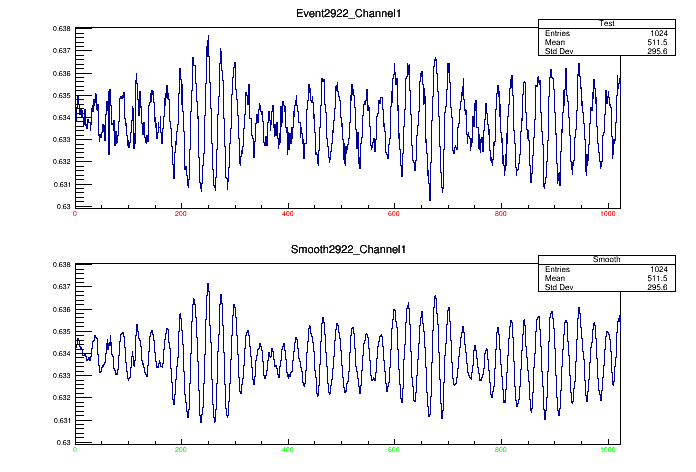 Event2922_Channel1
Test
Entries 1024
Mean 511.5
Std Dev 295.6
0.638
0.637
0.636
0.635
0.634
0.633
0.632
0.631
0.63
0 200 400 600 800 1000
Smooth2922_Channel1
Smooth
Entries 1024
Mean 511.5
Std Dev 295.6
0.638
0.637
0.636
0.635
0.634
0.633
0.632
0.631
0.63
0 200 400 600 800 1000